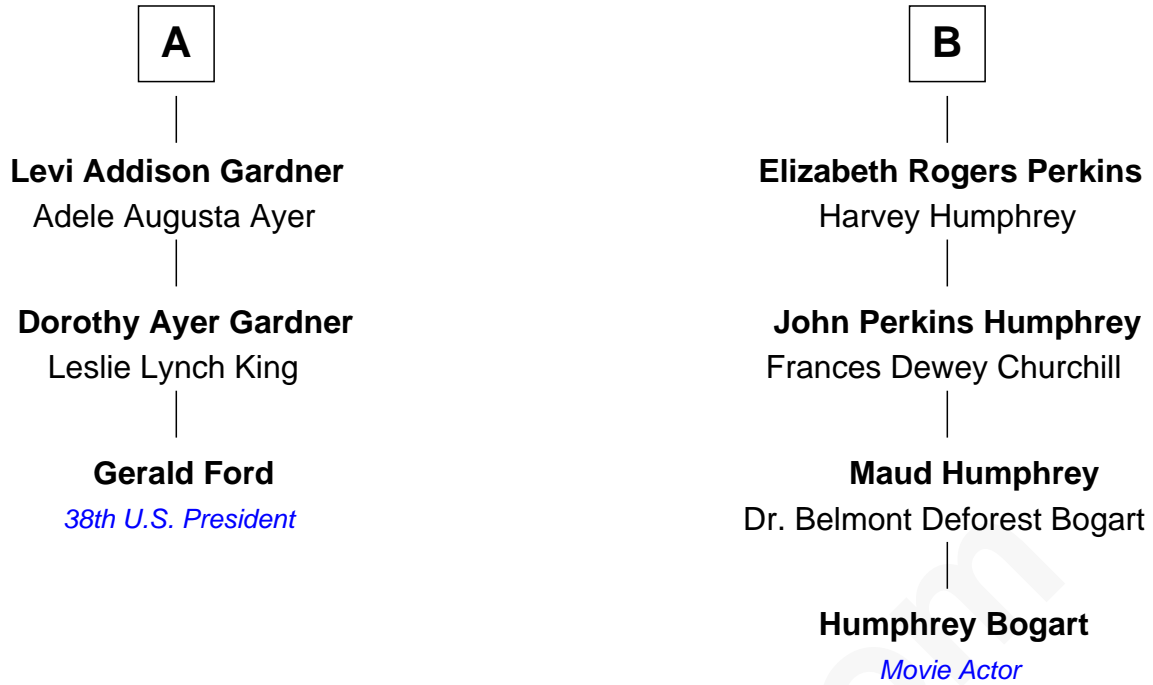 A
Levi Addison Gardner
Adele Augusta Ayer
Dorothy Ayer Gardner
Leslie Lynch King
Gerald Ford
38th U.S. President
B
Elizabeth Rogers Perkins
Harvey Humphrey
John Perkins Humphrey
Frances Dewey Churchill
Maud Humphrey
Dr. Belmont Deforest Bogart
Humphrey Bogart
Movie Actor